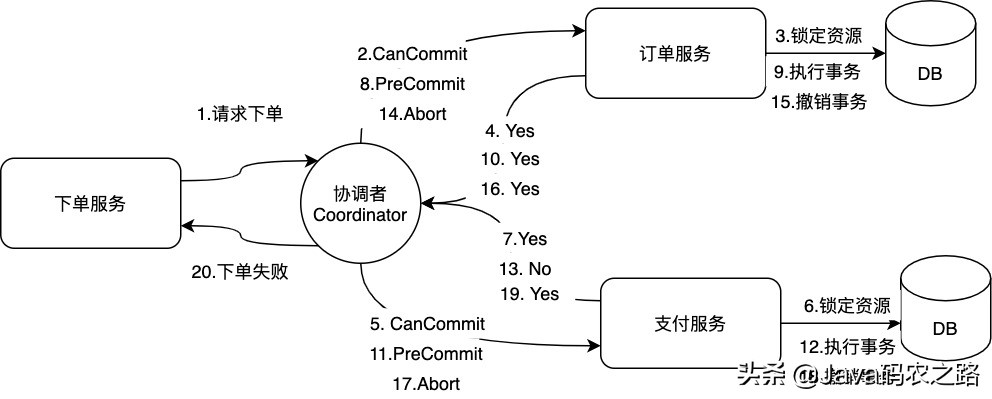 2.CanCommit
8.PreCommit
14.Abort
订单服务
3.锁定资源
9.执行事务
15.撤销事务
DB
1.请求下单
4. Yes
10. Yes
16. Yes
下单服务
协调者
Coordinator
20.下单失败
7.Yes
13. No
19. Yes
5. CanCommit
11.PreCommit
17.Abort
支付服务
6.锁定资源
12.执行事务
DB
头条 @Java码农之路